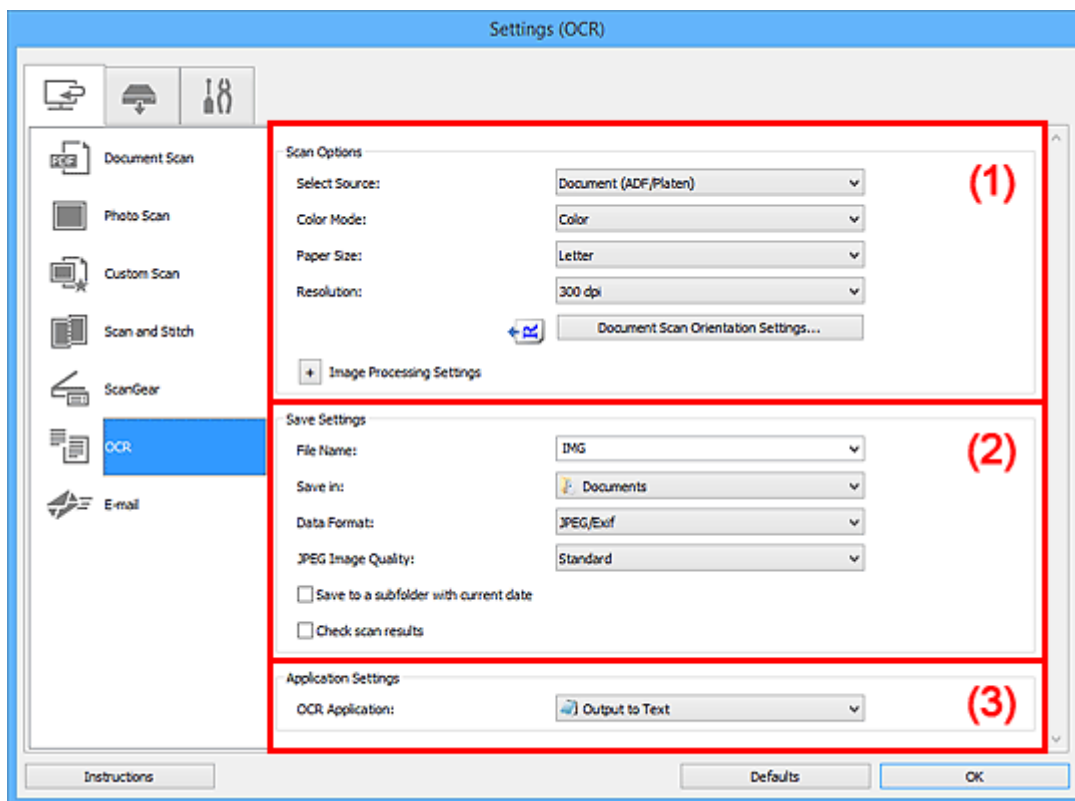 Settings (OCR)
Document Scan
Photo Scan
Custom Scan
Scan and Stitch
ScanGear
OCR
E-mail
Scan Options
(1)
Select Source: Document (ADF/Platen)
Color Mode: Color
Paper Size: Letter
Resolution: 300 dpi
Document Scan Orientation Settings...
+ Image Processing Settings
Save Settings
(2)
File Name: IMG
Save in: Documents
Data Format: JPEG/Exif
JPEG Image Quality: Standard
Save to a subfolder with current date
Check scan results
Application Settings
(3)
OCR Application: Output to Text
Instructions Defaults OK